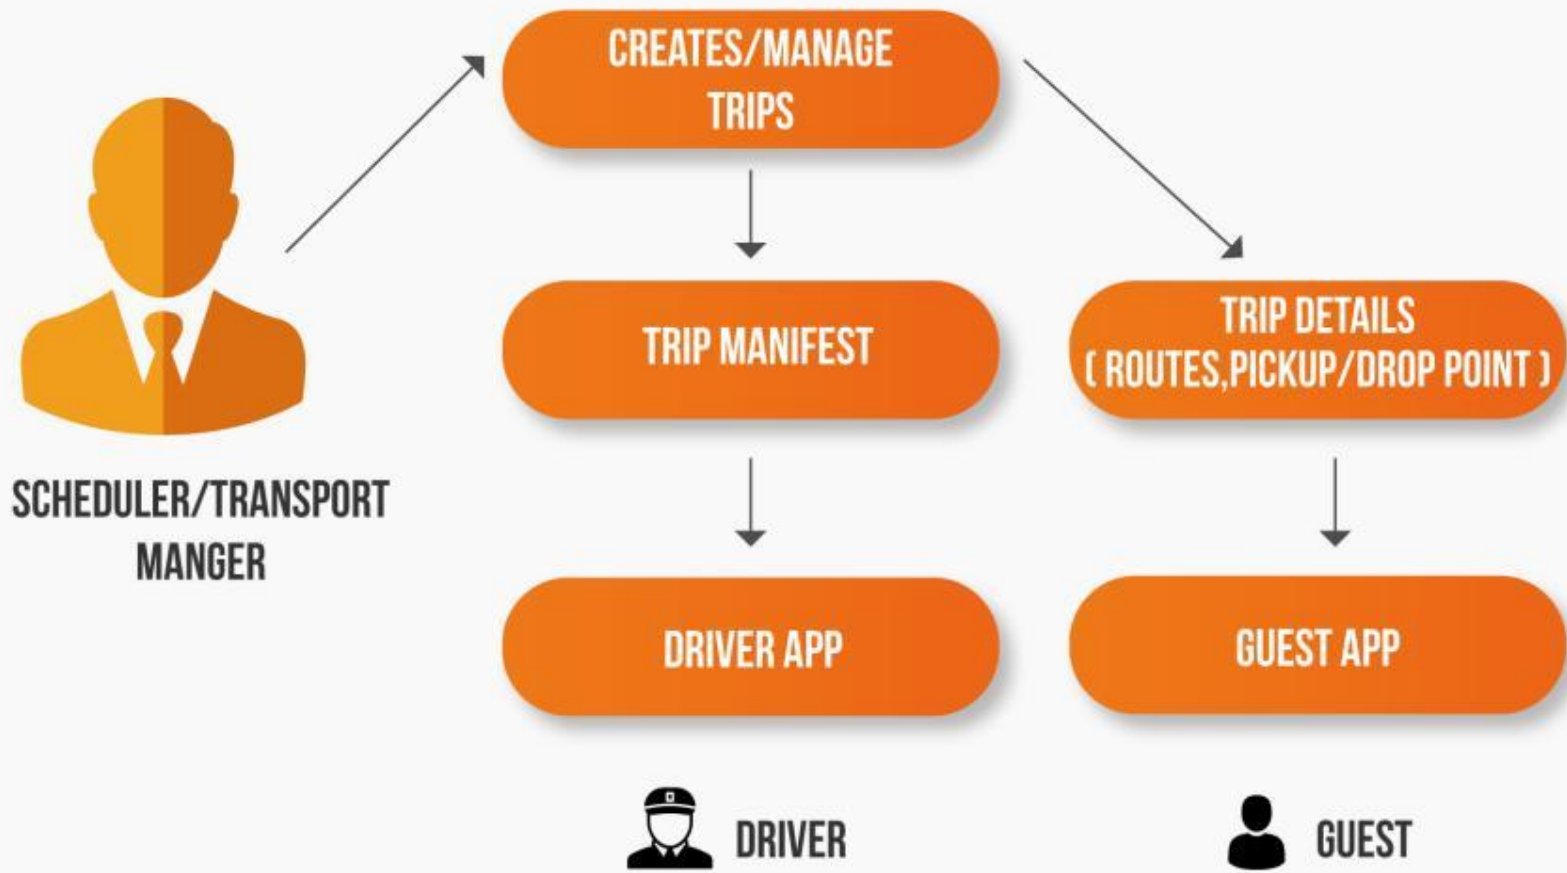 CREATES/MANAGE
TRIPS
TRIP MANIFEST
TRIP DETAILS
( ROUTES,PICKUP/DROP POINT )
SCHEDULER/TRANSPORT
MANGER
DRIVER APP
GUEST APP
DRIVER
GUEST